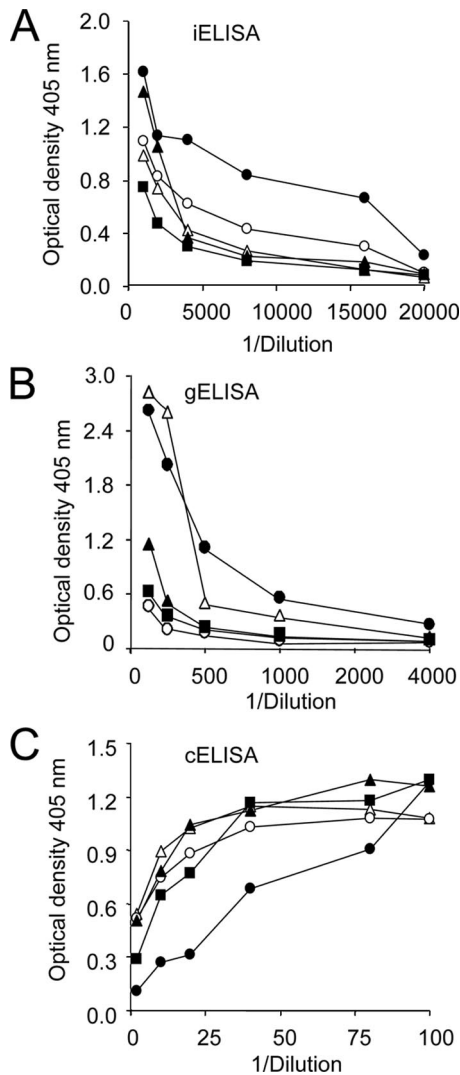 A
iELISA
Optical density 405 nm
2.0
1.6
1.2
0.8
0.4
0.0
0 5000 10000 15000 20000
1/Dilution
B
gELISA
Optical density 405 nm
3.0
2.4
1.8
1.2
0.6
0
0 500 1000 2000 4000
1/Dilution
C
cELISA
Optical density 405 nm
1.5
1.2
0.9
0.6
0.3
0.0
0 25 50 75 100
1/Dilution